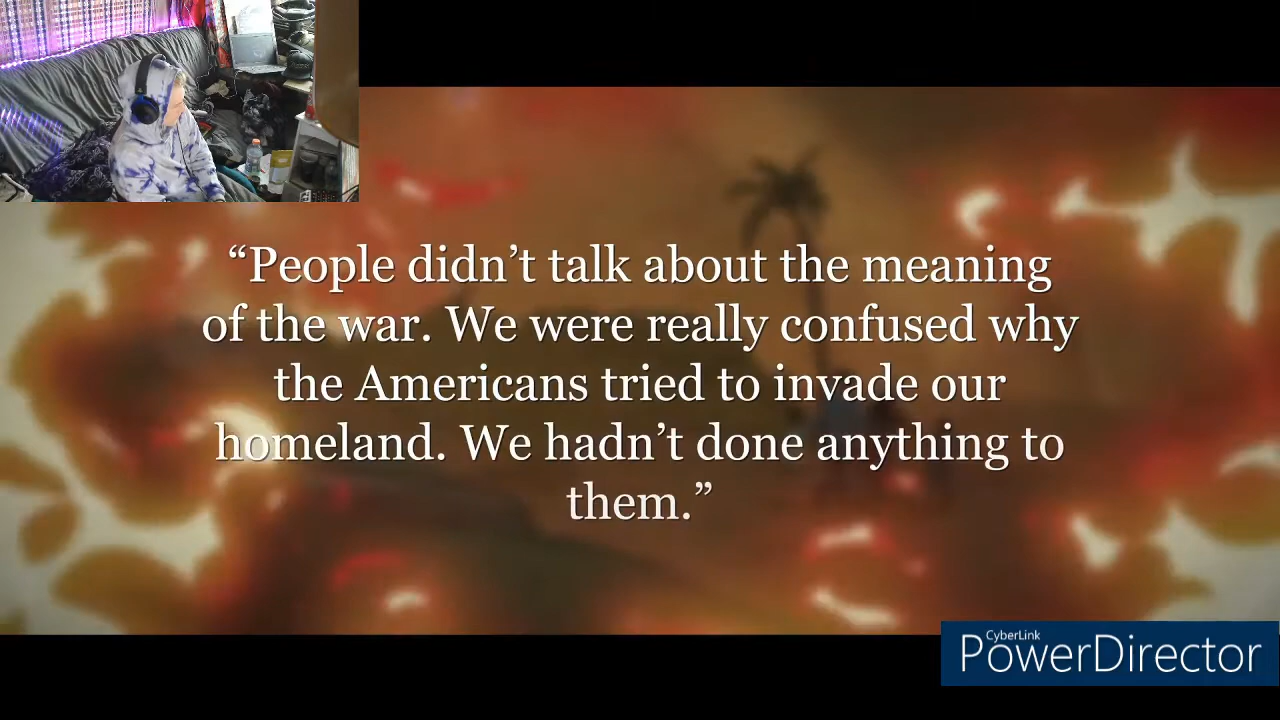 “People didn’t talk about the meaning
of the war. We were really confused why
the Americans tried to invade our
homeland. We hadn’t done anything to
them.”
CyberLink
PowerDirector